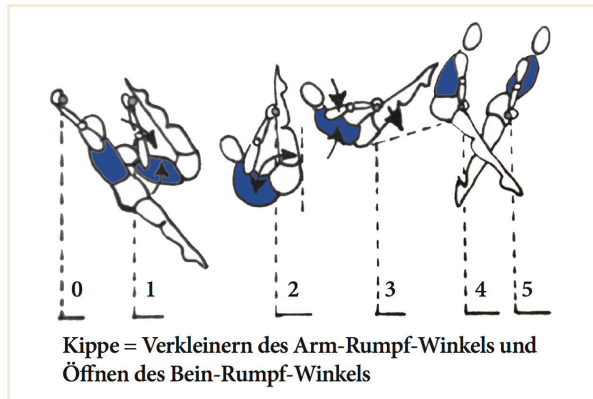 0 1 2 3 4 5
Kippe = Verkleinern des Arm-Rumpf-Winkels und
Öffnen des Bein-Rumpf-Winkels